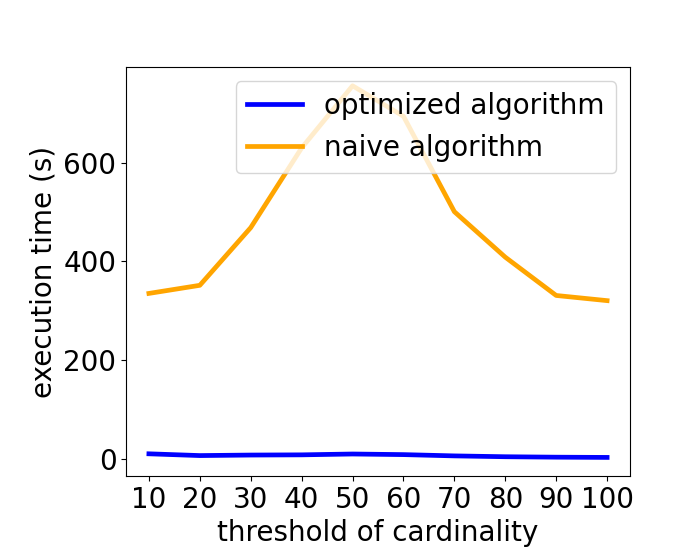 optimized algorithm
naive algorithm
execution time (s)
600
400
200
0
10 20 30 40 50 60 70 80 90 100
threshold of cardinality